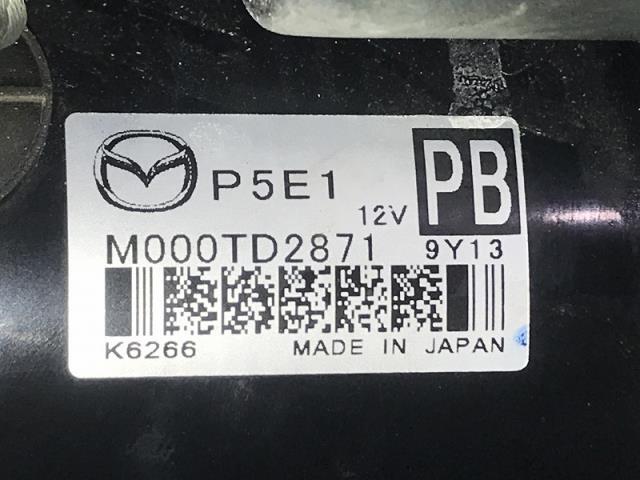 P5E1
12V
PB
M000TD2871
9Y13
K6266
MADE IN JAPAN